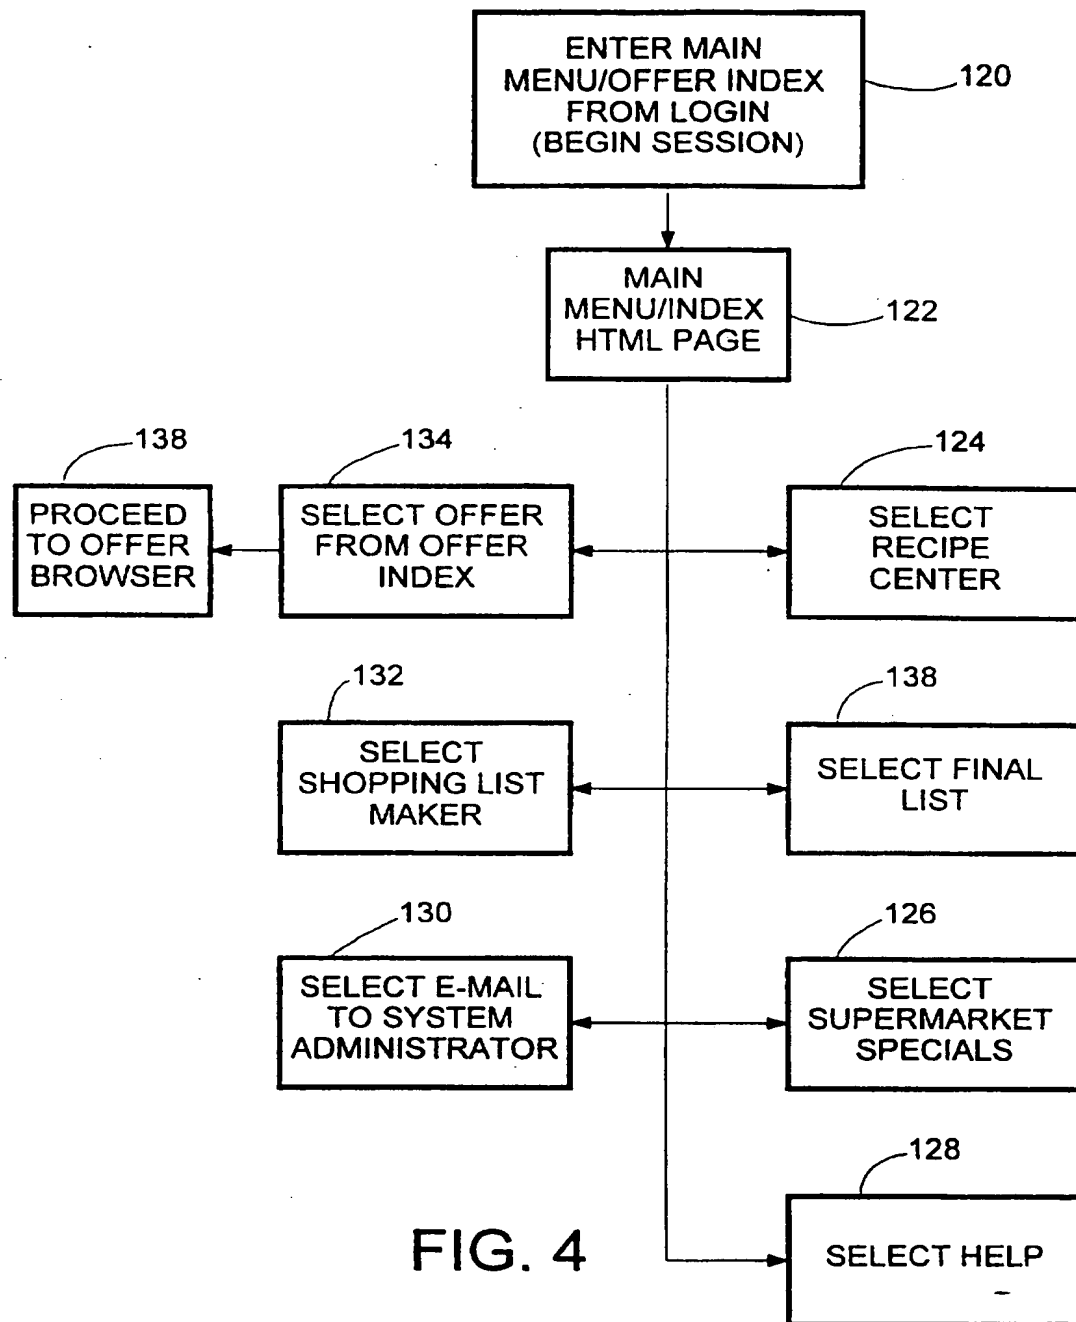 ENTER MAIN
MENU/OFFER INDEX
FROM LOGIN
(BEGIN SESSION)
120
MAIN
MENU/INDEX
HTML PAGE
122
138
PROCEED
TO OFFER
BROWSER
134
SELECT OFFER
FROM OFFER
INDEX
124
SELECT
RECIPE
CENTER
132
SELECT
SHOPPING LIST
MAKER
138
SELECT FINAL
LIST
130
SELECT E-MAIL
TO SYSTEM
ADMINISTRATOR
126
SELECT
SUPERMARKET
SPECIALS
128
SELECT HELP
FIG. 4